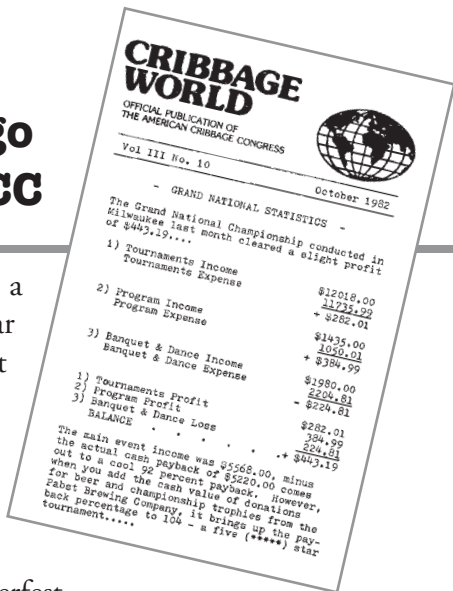 go
CC
a
ar
t
erfest
CRIBBAGE
WORLD
OFFICIAL PUBLICATION OF
THE AMERICAN CRIBBAGE CONGRESS
Vol III No. 10 October 1982
- GRAND NATIONAL STATISTICS -
The Grand National Championship conducted in
Milwaukee last month cleared a slight profit
of $443.19....
1) Tournaments Income $12018.00
Tournaments Expense 11735.99
+ $282.01
2) Program Income $1435.00
Program Expense 1050.01
+ $384.99
3) Banquet & Dance Income $1980.00
Banquet & Dance Expense 2204.81
- $224.81
1) Tournaments Profit $282.01
2) Program Profit 384.99
3) Banquet & Dance Loss 224.81
BALANCE . . . . . .+ $443.19
The main event income was $5568.00, minus
the actual cash payback of $5220.00 comes
out to a cool 92 percent payback. However,
when you add the cash value of donations
for beer and championship trophies from the
Pabst Brewing Company, it brings up the pay-
back percentage to 104 - a five (*****) star
tournament.....